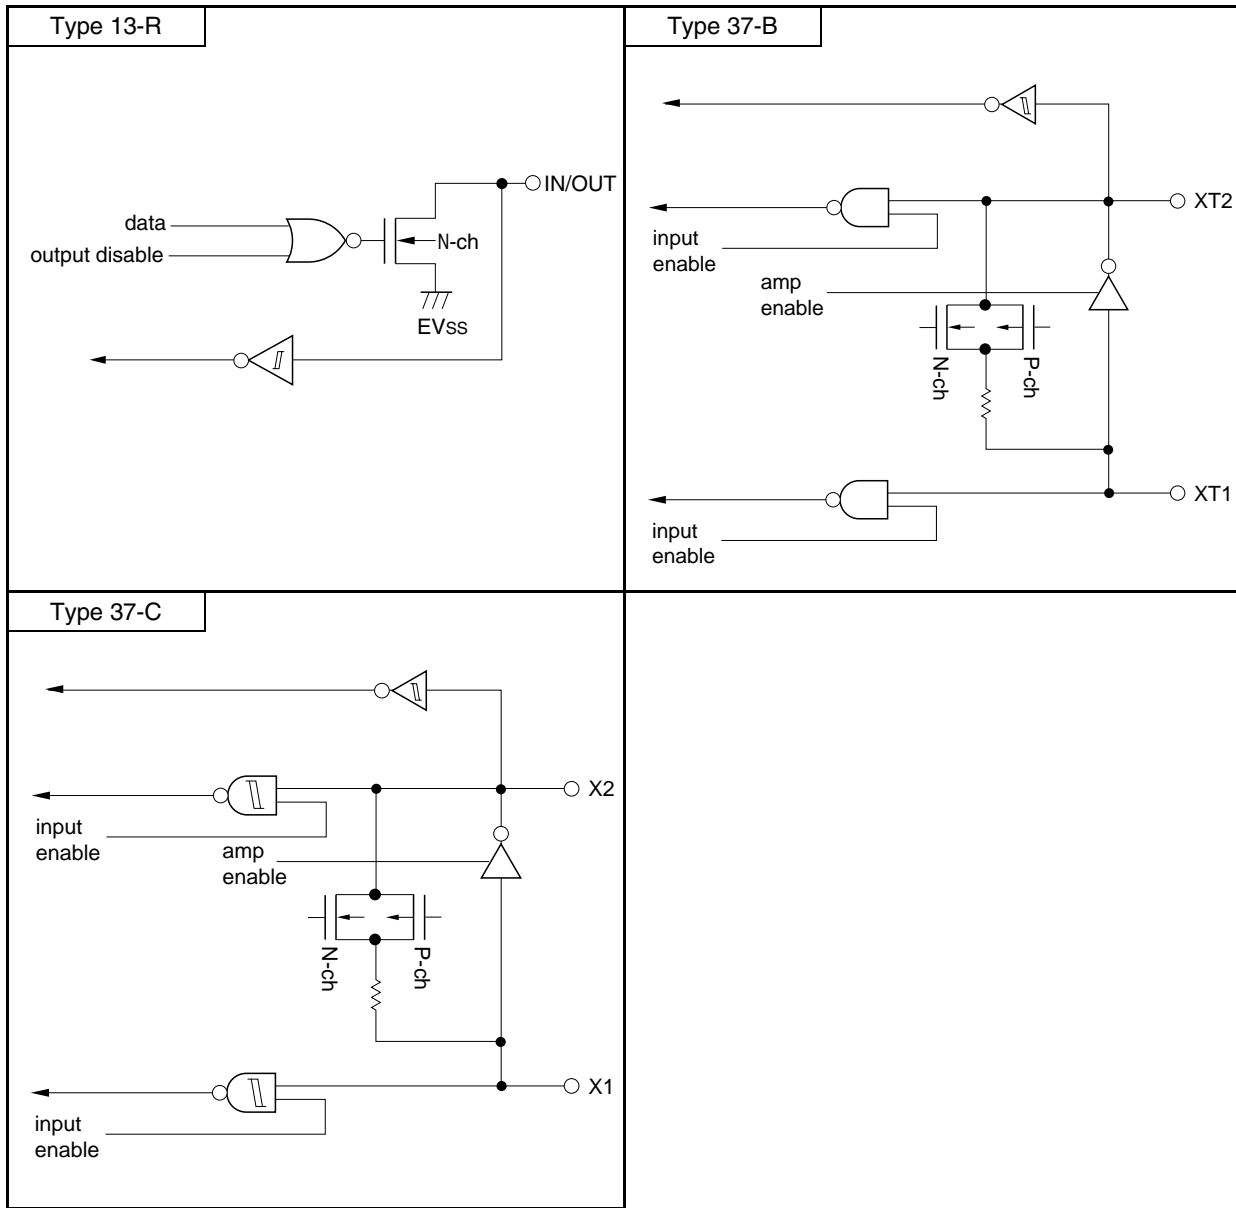 Type 13-R
data
output disable
N-ch
IN/OUT
EVSS
Type 37-B
XT2
input
enable
amp
enable
N-ch
P-ch
XT1
input
enable
Type 37-C
X2
input
enable
amp
enable
N-ch
P-ch
X1
input
enable